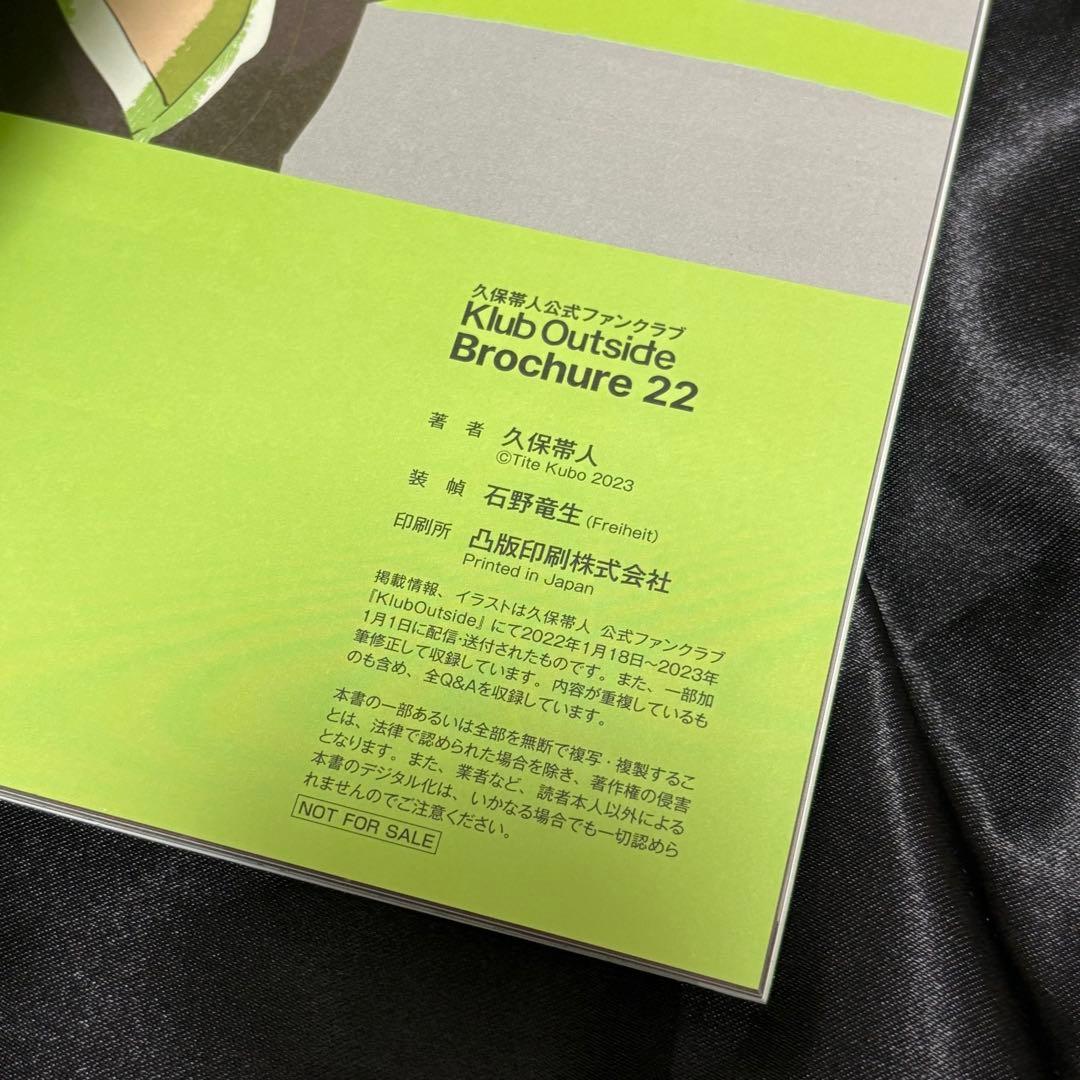 久保帯人公式ファンクラブ
Klub Outside
Brochure 22
著 者 久保帯人
©Tite Kubo 2023
装 幀 石野竜生 (Freiheit)
印刷所 凸版印刷株式会社
Printed in Japan
掲載情報、イラストは久保帯人 公式ファンクラブ
『KlubOutside』にて2022年1月18日～2023年
1月1日に配信・送付されたものです。また、一部加
筆修正して収録しています。内容が重複しているも
のも含め、全Q&Aを収録しています。
本書の一部あるいは全部を無断で複写・複製するこ
とは、法律で認められた場合を除き、著作権の侵害
となります。また、業者など、読者本人以外による
本書のデジタル化は、いかなる場合でも一切認めら
れませんのでご注意ください。
NOT FOR SALE